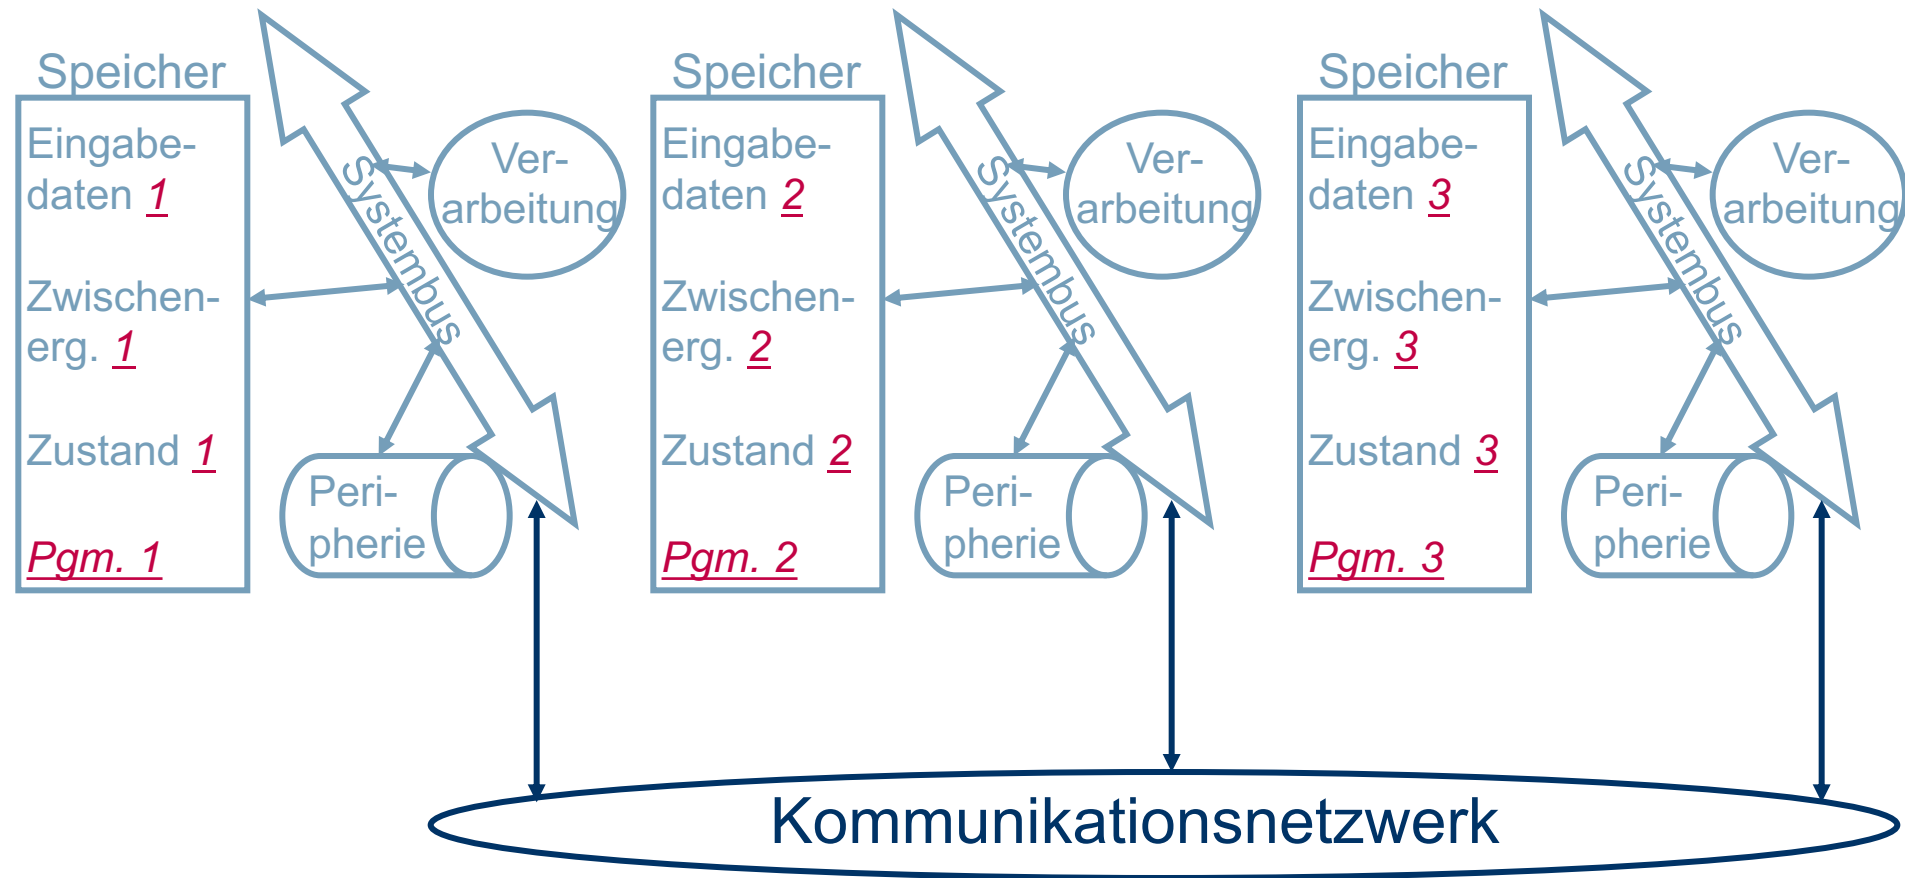 Speicher
Eingabe-
daten 1
Zwischen-
erg. 1
Zustand 1
Pgm. 1
Systembus
Ver-
arbeitung
Peri-
pherie
Speicher
Eingabe-
daten 2
Zwischen-
erg. 2
Zustand 2
Pgm. 2
Systembus
Ver-
arbeitung
Peri-
pherie
Speicher
Eingabe-
daten 3
Zwischen-
erg. 3
Zustand 3
Pgm. 3
Systembus
Ver-
arbeitung
Peri-
pherie
Kommunikationsnetzwerk